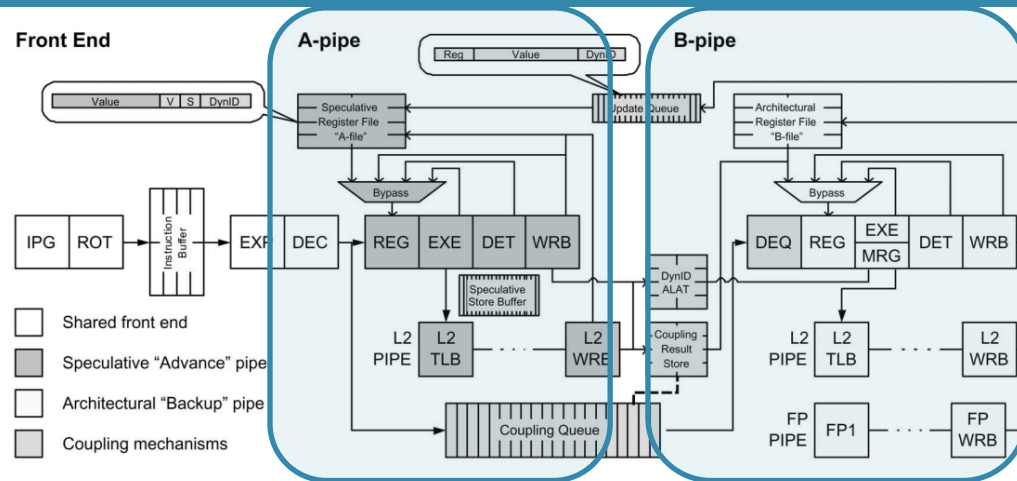 Front End
A-pipe
B-pipe
Reg Value DynID
Value V S DynID
Speculative
Register File
"A-file"
Update Queue
Architectural
Register File
"B-file"
Bypass
Bypass
IPG ROT
Instruction
Buffer
EXP DEC
REG EXE DET WRB
DEQ REG EXE DET WRB
MRG
Speculative
Store Buffer
DynID
ALAT
Coupling
Result
Store
L2
PIPE
L2
TLB
L2
WRB
L2
PIPE
L2
TLB
L2
WRB
Coupling Queue
FP
PIPE
FP1
FP
WRB
Shared front end
Speculative "Advance" pipe
Architectural "Backup" pipe
Coupling mechanisms